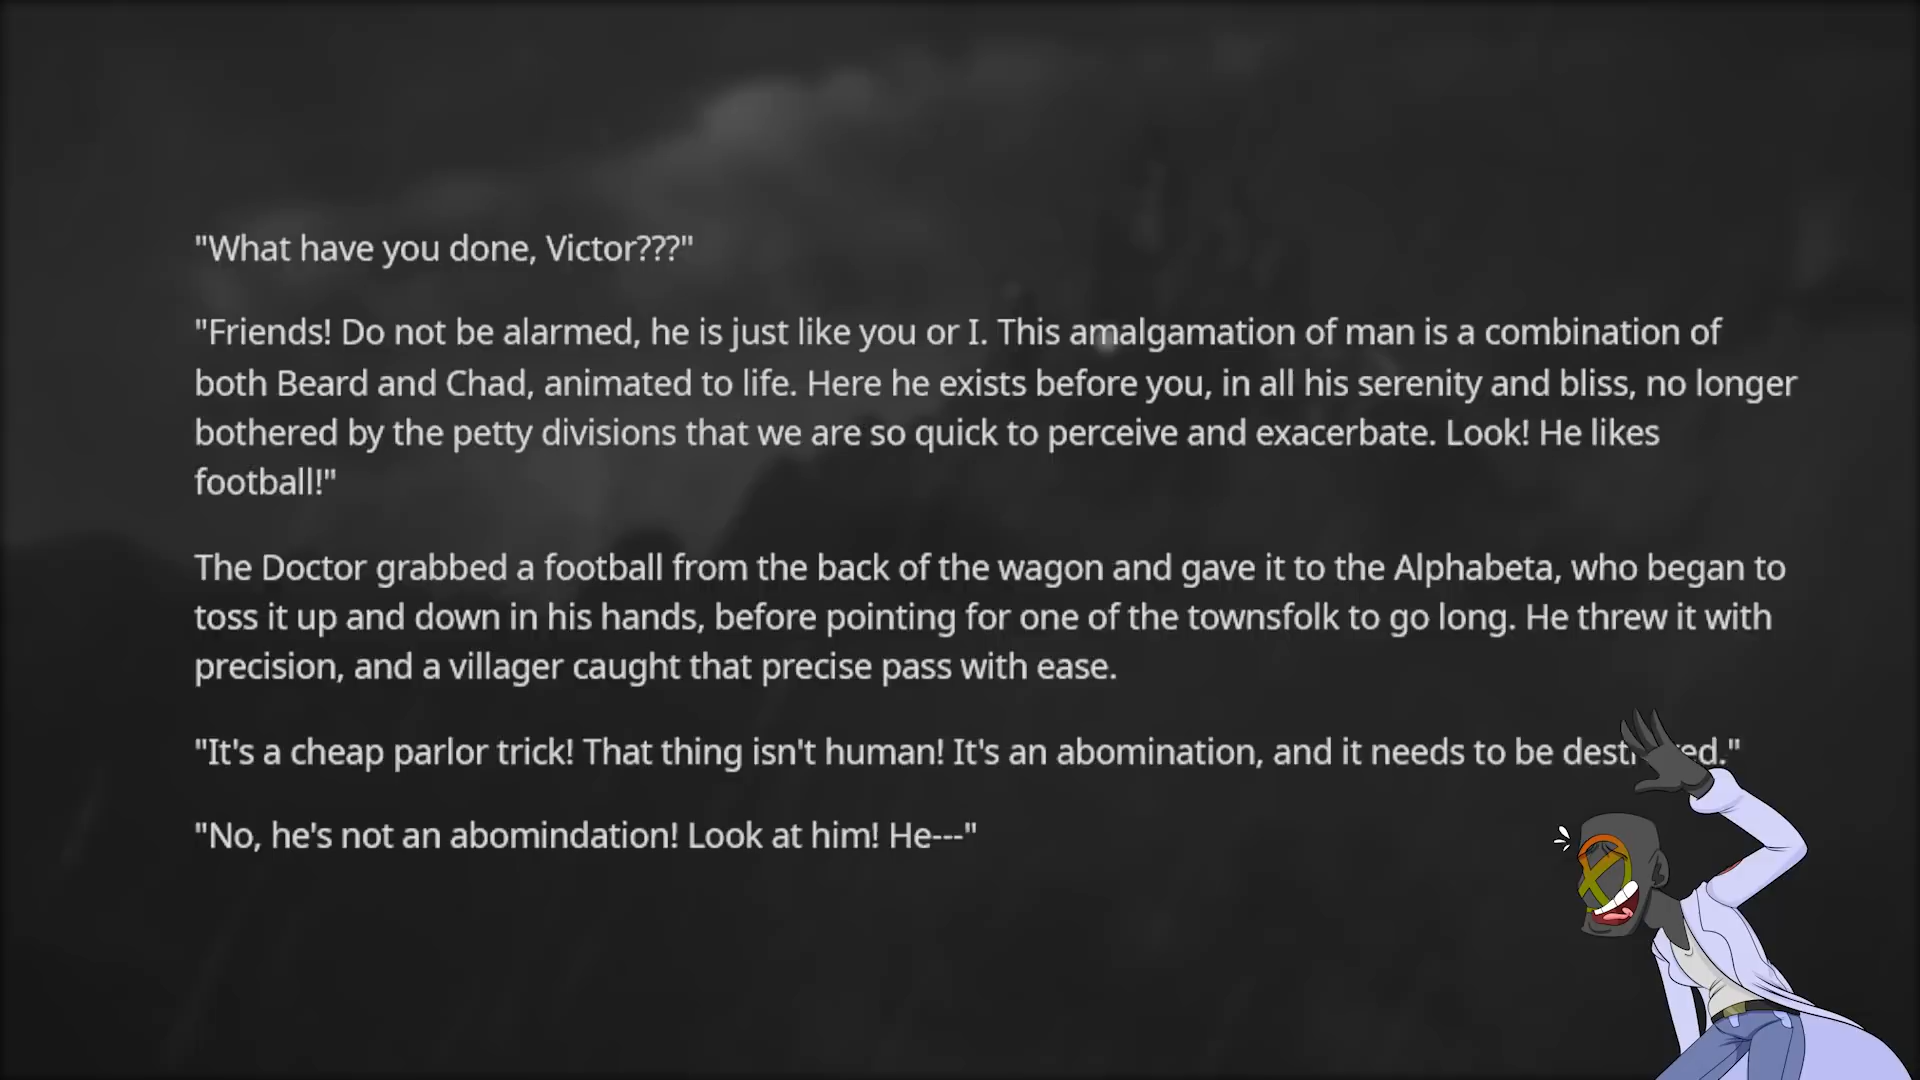 "What have you done, Victor???"
"Friends! Do not be alarmed, he is just like you or I. This amalgamation of man is a combination of
both Beard and Chad, animated to life. Here he exists before you, in all his serenity and bliss, no longer
bothered by the petty divisions that we are so quick to perceive and exacerbate. Look! He likes
football!"
The Doctor grabbed a football from the back of the wagon and gave it to the Alphabeta, who began to
toss it up and down in his hands, before pointing for one of the townsfolk to go long. He threw it with
precision, and a villager caught that precise pass with ease.
"It's a cheap parlor trick! That thing isn't human! It's an abomination, and it needs to be
"No, he's not an abomindation! Look at him! He---"